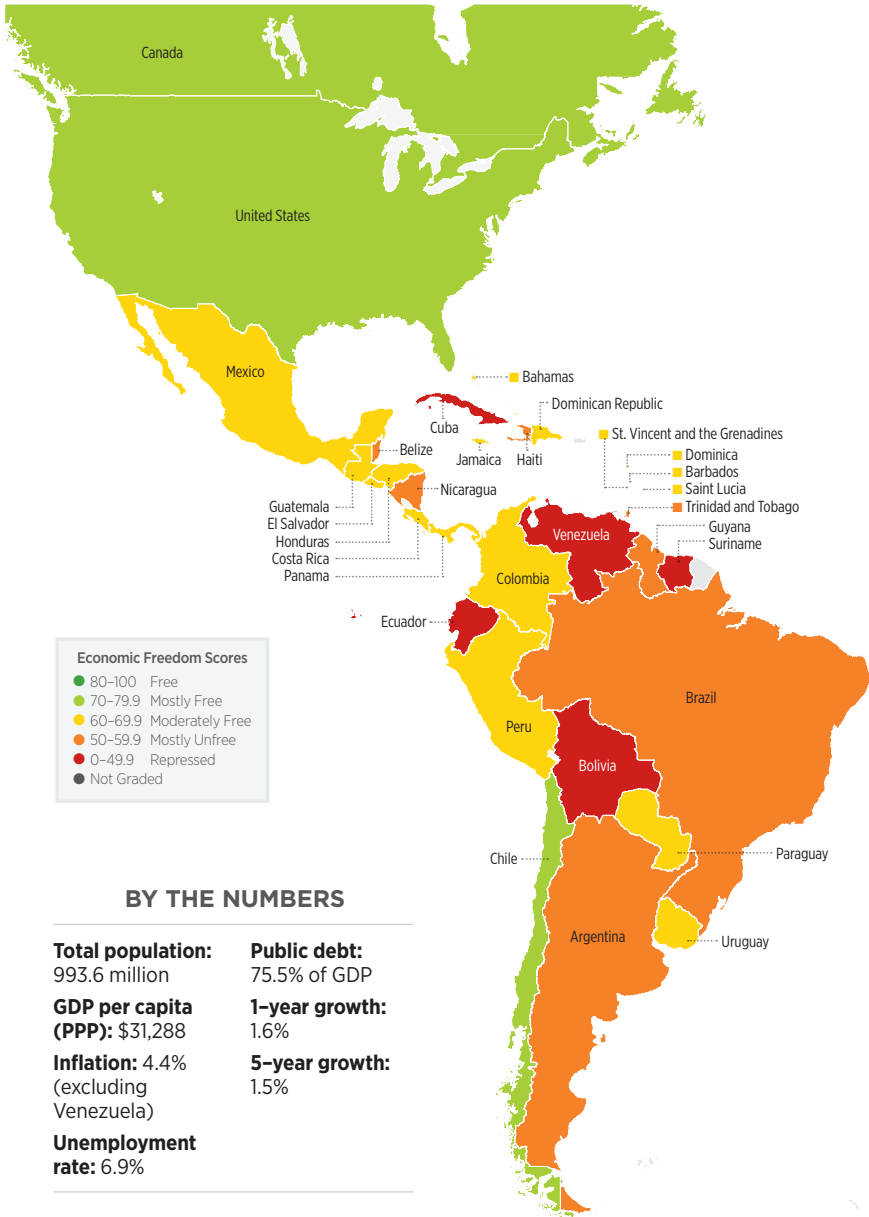 Canada
United States
Mexico
Bahamas
Dominican Republic
Cuba
St. Vincent and the Grenadines
Belize
Jamaica
Haiti
Dominica
Barbados
Nicaragua
Saint Lucia
Guatemala
Trinidad and Tobago
El Salvador
Guyana
Honduras
Venezuela
Suriname
Costa Rica
Panama
Colombia
Ecuador
Economic Freedom Scores
80–100 Free
70–79.9 Mostly Free
60–69.9 Moderately Free
50–59.9 Mostly Unfree
0–49.9 Repressed
Not Graded
Brazil
Peru
Bolivia
Chile
Paraguay
Argentina
Uruguay
BY THE NUMBERS
Total population:
993.6 million
GDP per capita
(PPP): $31,288
Inflation: 4.4%
(excluding
Venezuela)
Unemployment
rate: 6.9%
Public debt:
75.5% of GDP
1–year growth:
1.6%
5–year growth:
1.5%